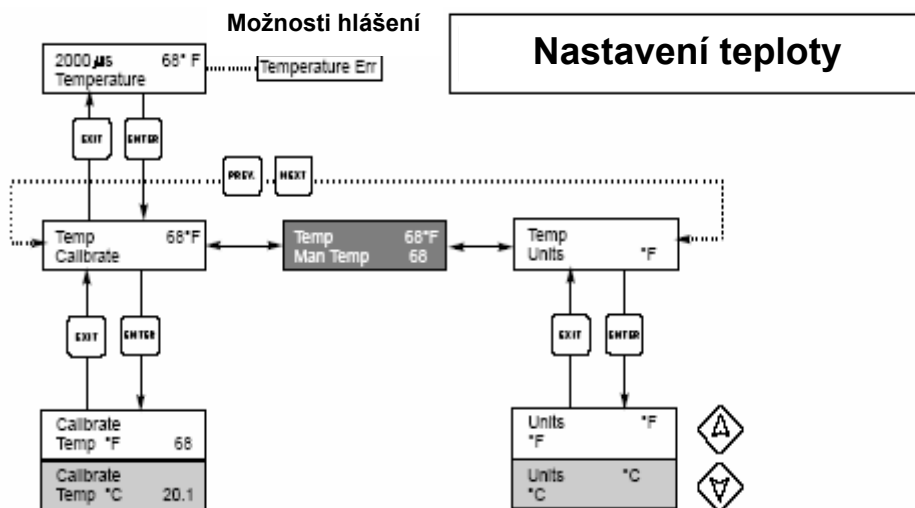 Možnosti hlášení
Nastavení teploty
2000 µS 68° F
Temperature
Temperature Err
EXIT
ENTER
PREV.
NEXT
Temp 68°F
Calibrate
Temp 68°F
Man Temp 68
Temp
Units °F
EXIT
ENTER
EXIT
ENTER
Calibrate
Temp °F 68
Calibrate
Temp °C 20.1
Units °F
°F
Units °C
°C